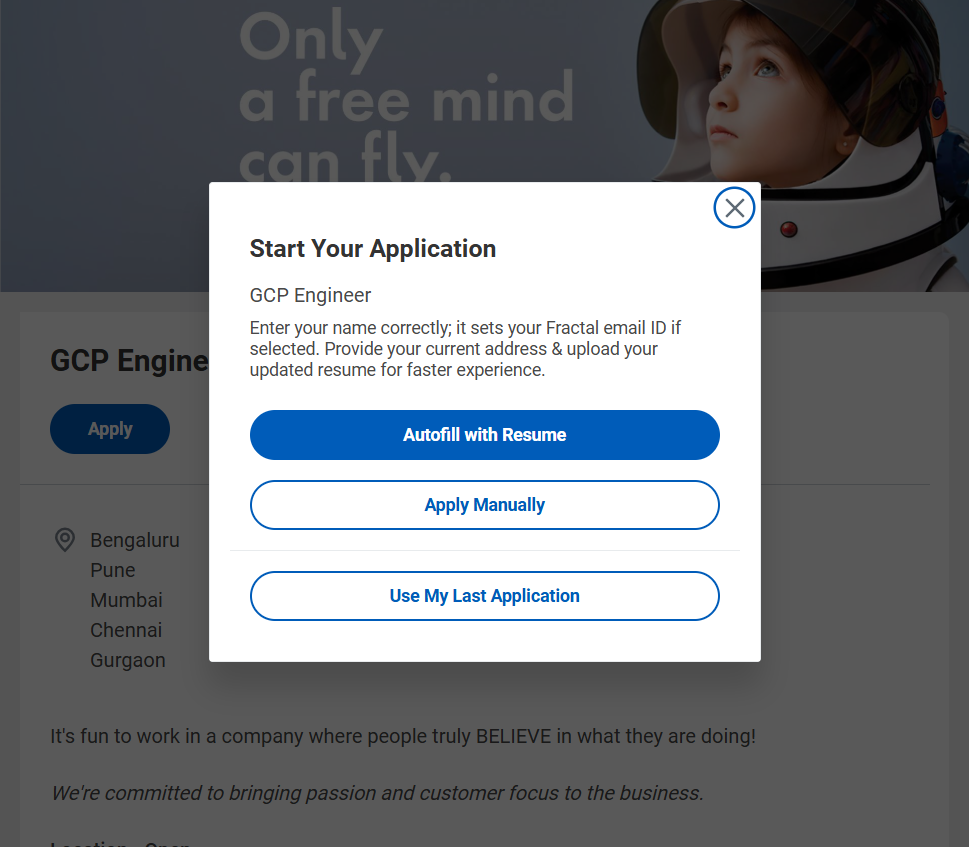 Only
a free mind
can fly.
Start Your Application
GCP Engineer
Enter your name correctly; it sets your Fractal email ID if
selected. Provide your current address & upload your
updated resume for faster experience.
GCP Engine
Apply
Autofill with Resume
Apply Manually
Use My Last Application
Bengaluru
Pune
Mumbai
Chennai
Gurgaon
It's fun to work in a company where people truly BELIEVE in what they are doing!
We're committed to bringing passion and customer focus to the business.